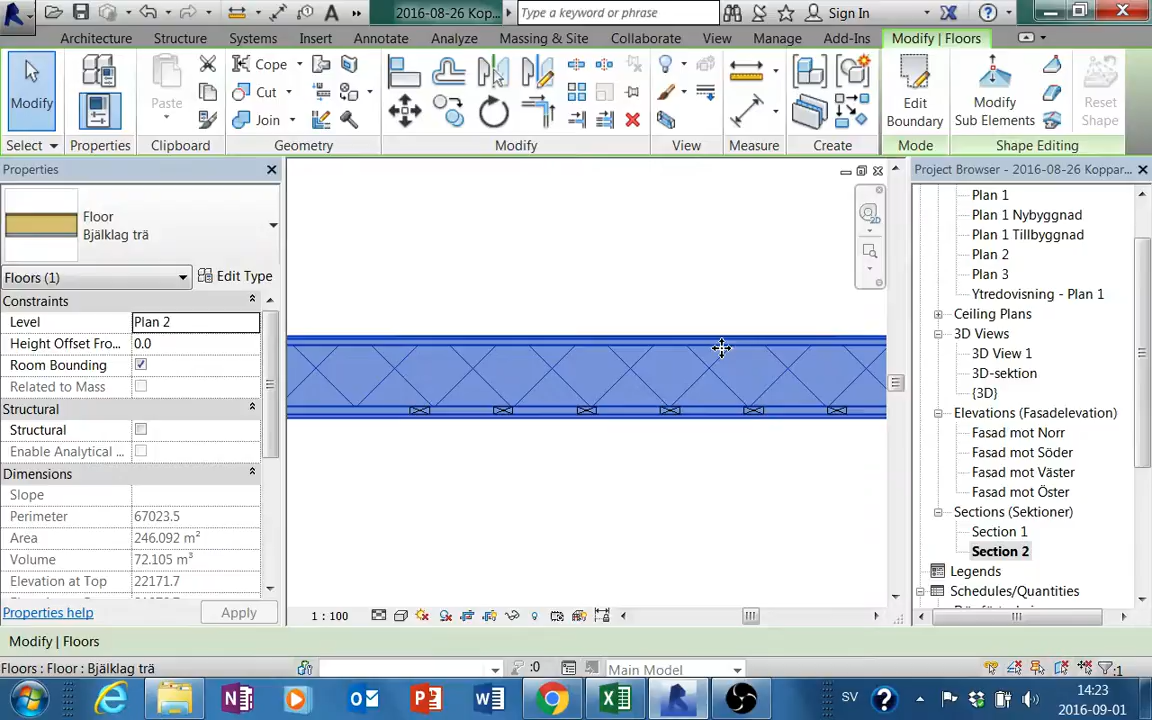 2016-08-26 Kopp... Type a keyword or phrase Sign In
Architecture Structure Systems Insert Annotate Analyze Massing & Site Collaborate View Manage Add-Ins Modify | Floors
Modify Paste Cope Cut Join Edit Boundary Modify Sub Elements Reset Shape
Select Properties Clipboard Geometry Modify View Measure Create Mode Shape Editing
Properties
Floor
Bjälklag trä
Floors (1) Edit Type
Constraints
Level Plan 2
Height Offset Fro... 0.0
Room Bounding
Related to Mass
Structural
Structural
Enable Analytical ...
Dimensions
Slope
Perimeter 67023.5
Area 246.092 m²
Volume 72.105 m³
Elevation at Top 22171.7
Properties help Apply
2D
1 : 100
Project Browser - 2016-08-26 Koppar...
Plan 1
Plan 1 Nybyggnad
Plan 1 Tillbyggnad
Plan 2
Plan 3
Ytredovisning - Plan 1
Ceiling Plans
3D Views
3D View 1
3D-sektion
{3D}
Elevations (Fasadelevation)
Fasad mot Norr
Fasad mot Söder
Fasad mot Väster
Fasad mot Öster
Sections (Sektioner)
Section 1
Section 2
Legends
Schedules/Quantities
Modify | Floors
Floors : Floor : Bjälklag trä :0 Main Model :1
SV 14:23
2016-09-01